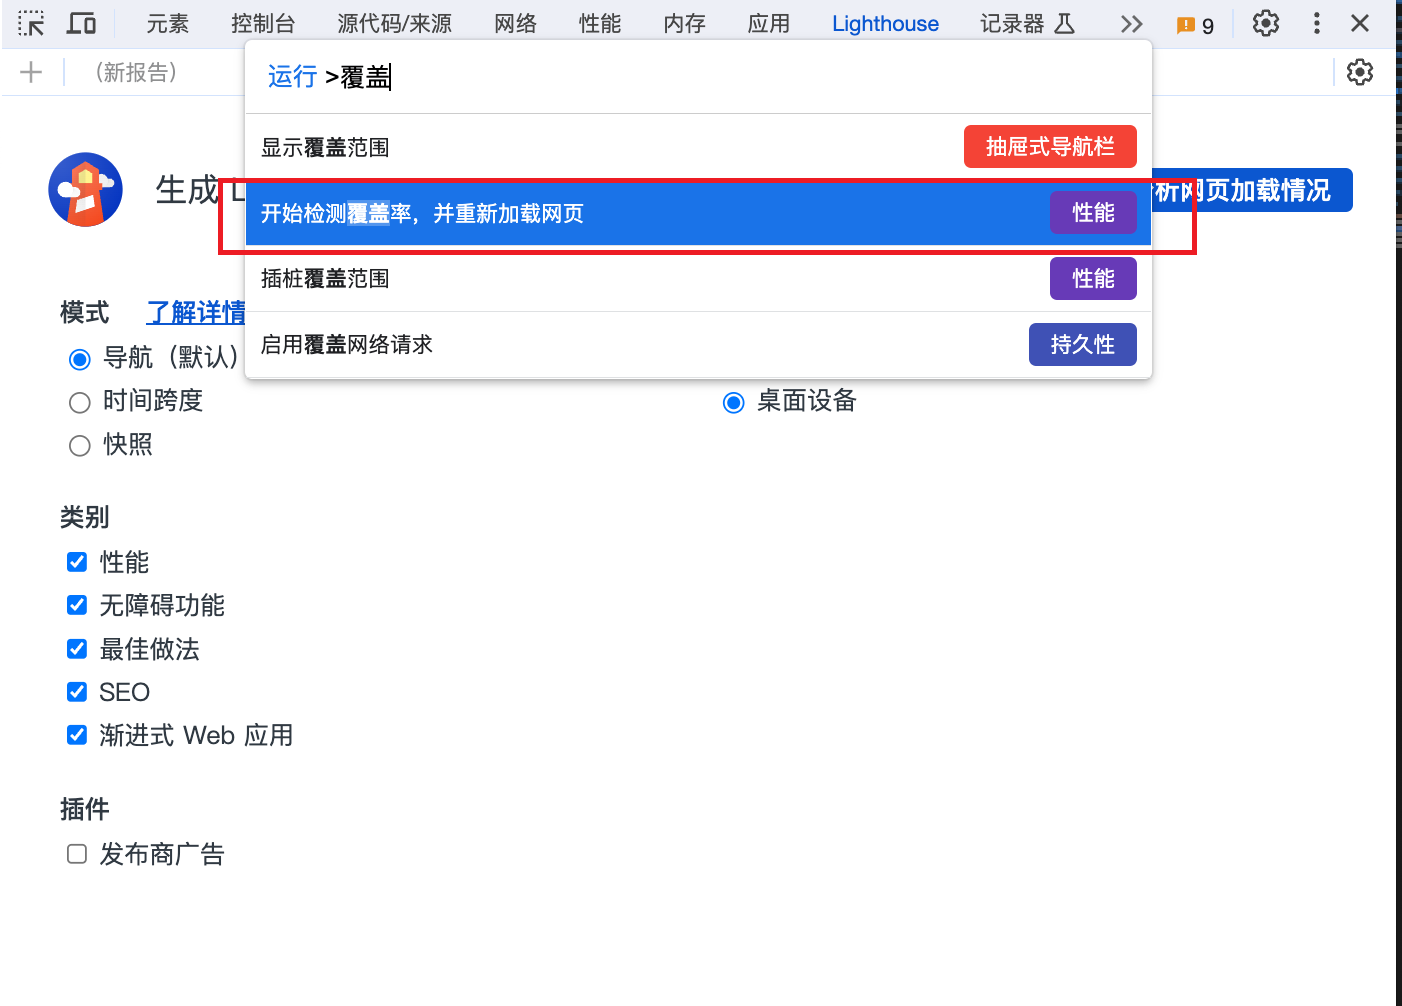 元素 控制台 源代码/来源 网络 性能 内存 应用 Lighthouse 记录器 9
(新报告)
运行 >覆盖
显示覆盖范围 抽屉式导航栏
生成 L
开始检测覆盖率，并重新加载网页 性能
析网页加载情况
插桩覆盖范围 性能
启用覆盖网络请求 持久性
模式 了解详情
导航（默认）
时间跨度 桌面设备
快照
类别
性能
无障碍功能
最佳做法
SEO
渐进式 Web 应用
插件
发布商广告